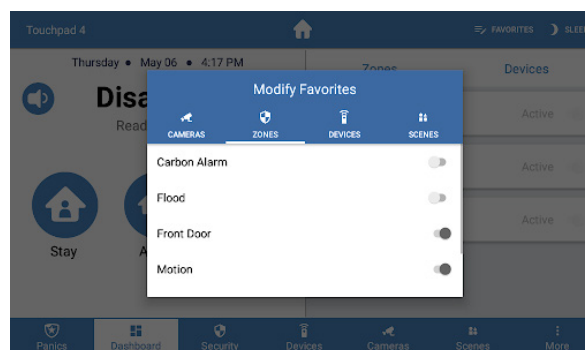 Touchpad 4
FAVORITES
SLEE
Thursday • May 06 • 4:17 PM
Zones
Devices
Disa
Read
Modify Favorites
CAMERAS
ZONES
DEVICES
SCENES
Carbon Alarm
Flood
Front Door
Motion
Active
Active
Active
Stay
A
Panics
Dashboard
Security
Devices
Cameras
Scenes
More